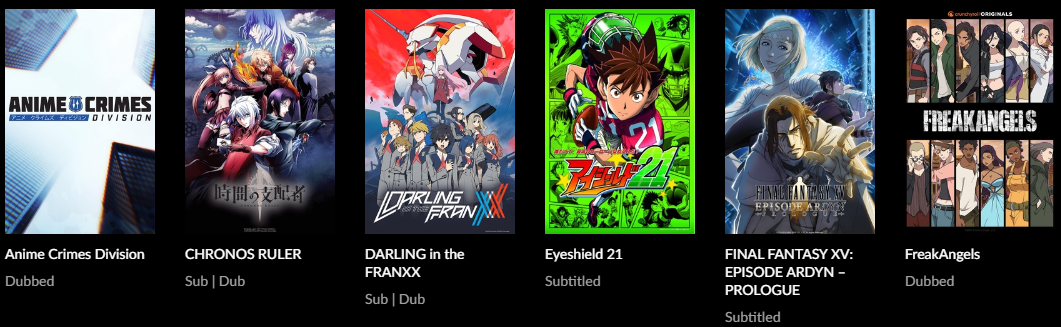 ANIME CRIMES
アニメ クライムズ ディビジョン DIVISION
Anime Crimes Division
Dubbed
時間の支配者
CHRONOS RULER
Sub | Dub
DARLING
in the
FRANXX
DARLING in the
FRANXX
Sub | Dub
21
アイシールド21
Eyeshield 21
Subtitled
FINAL FANTASY XV
EPISODE ARDYN
PROLOGUE
FINAL FANTASY XV:
EPISODE ARDYN –
PROLOGUE
Subtitled
crunchyroll ORIGINALS
FREAKANGELS
FreakAngels
Dubbed